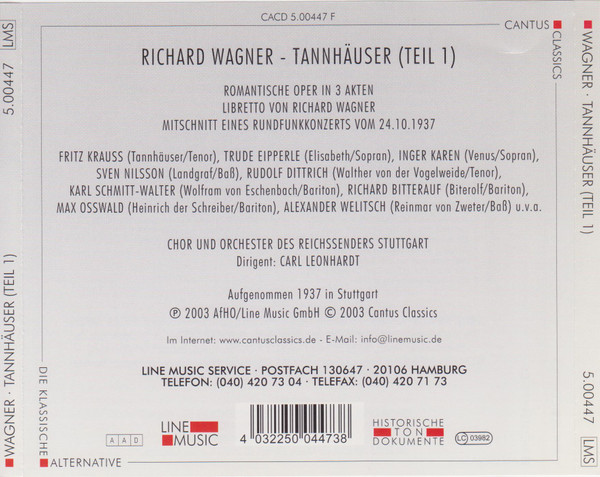 CACD 5.00447 F
CANTUS
CLASSICS
RICHARD WAGNER - TANNHÄUSER (TEIL 1)
ROMANTISCHE OPER IN 3 AKTEN
LIBRETTO VON RICHARD WAGNER
MITSCHNITT EINES RUNDFUNKKONZERTS VOM 24.10.1937
FRITZ KRAUSS (Tannhäuser/Tenor), TRUDE EIPPERLE (Elisabeth/Sopran), INGER KAREN (Venus/Sopran),
SVEN NILSSON (Landgraf/Baß), RUDOLF DITTRICH (Walther von der Vogelweide/Tenor),
KARL SCHMITT-WALTER (Wolfram von Eschenbach/Bariton), RICHARD BITTERAUF (Biterolf/Bariton),
MAX OSSWALD (Heinrich der Schreiber/Bariton), ALEXANDER WELITSCH (Reinmar von Zweter/Baß) u.v.a.
CHOR UND ORCHESTER DES REICHSSENDERS STUTTGART
Dirigent: CARL LEONHARDT
Aufgenommen 1937 in Stuttgart
℗ 2003 AfHO/Line Music GmbH © 2003 Cantus Classics
Im Internet: www.cantusclassics.de - E-Mail: info@linemusic.de
LINE MUSIC SERVICE · POSTFACH 130647 · 20106 HAMBURG
TELEFON: (040) 420 73 04 · TELEFAX: (040) 420 71 73
AAD
LINE
MUSIC
4 032250 044738
HISTORISCHE
TON
DOKUMENTE
LC 03982
DIE KLASSISCHE
ALTERNATIVE
WAGNER · TANNHÄUSER (TEIL 1)
5.00447
LMS
WAGNER · TANNHÄUSER (TEIL 1)
5.00447
LMS